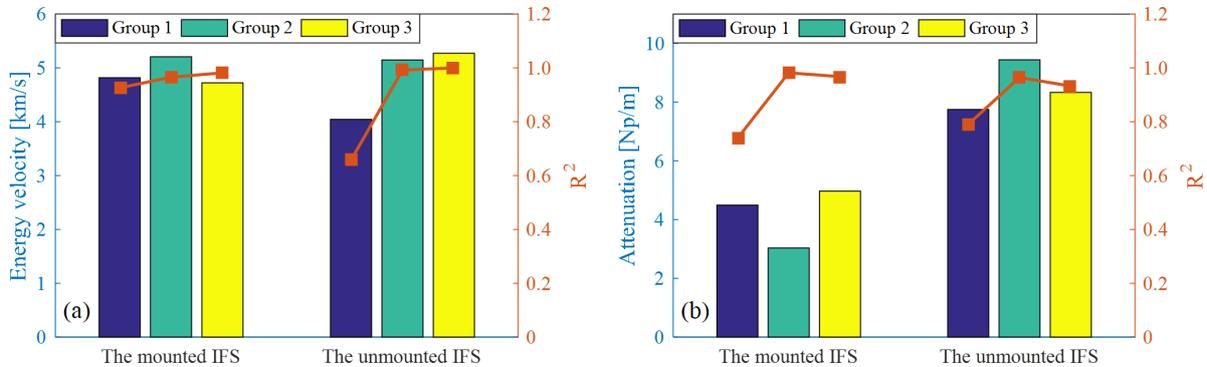 Group 1 Group 2 Group 3
Energy velocity [km/s]
6
5
4
3
2
1
0
1.2
1.0
0.8
0.6
0.4
0.2
0
R²
(a)
The mounted IFS The unmounted IFS
Group 1 Group 2 Group 3
Attenuation [Np/m]
10
8
6
4
2
0
1.2
1.0
0.8
0.6
0.4
0.2
0
R²
(b)
The mounted IFS The unmounted IFS